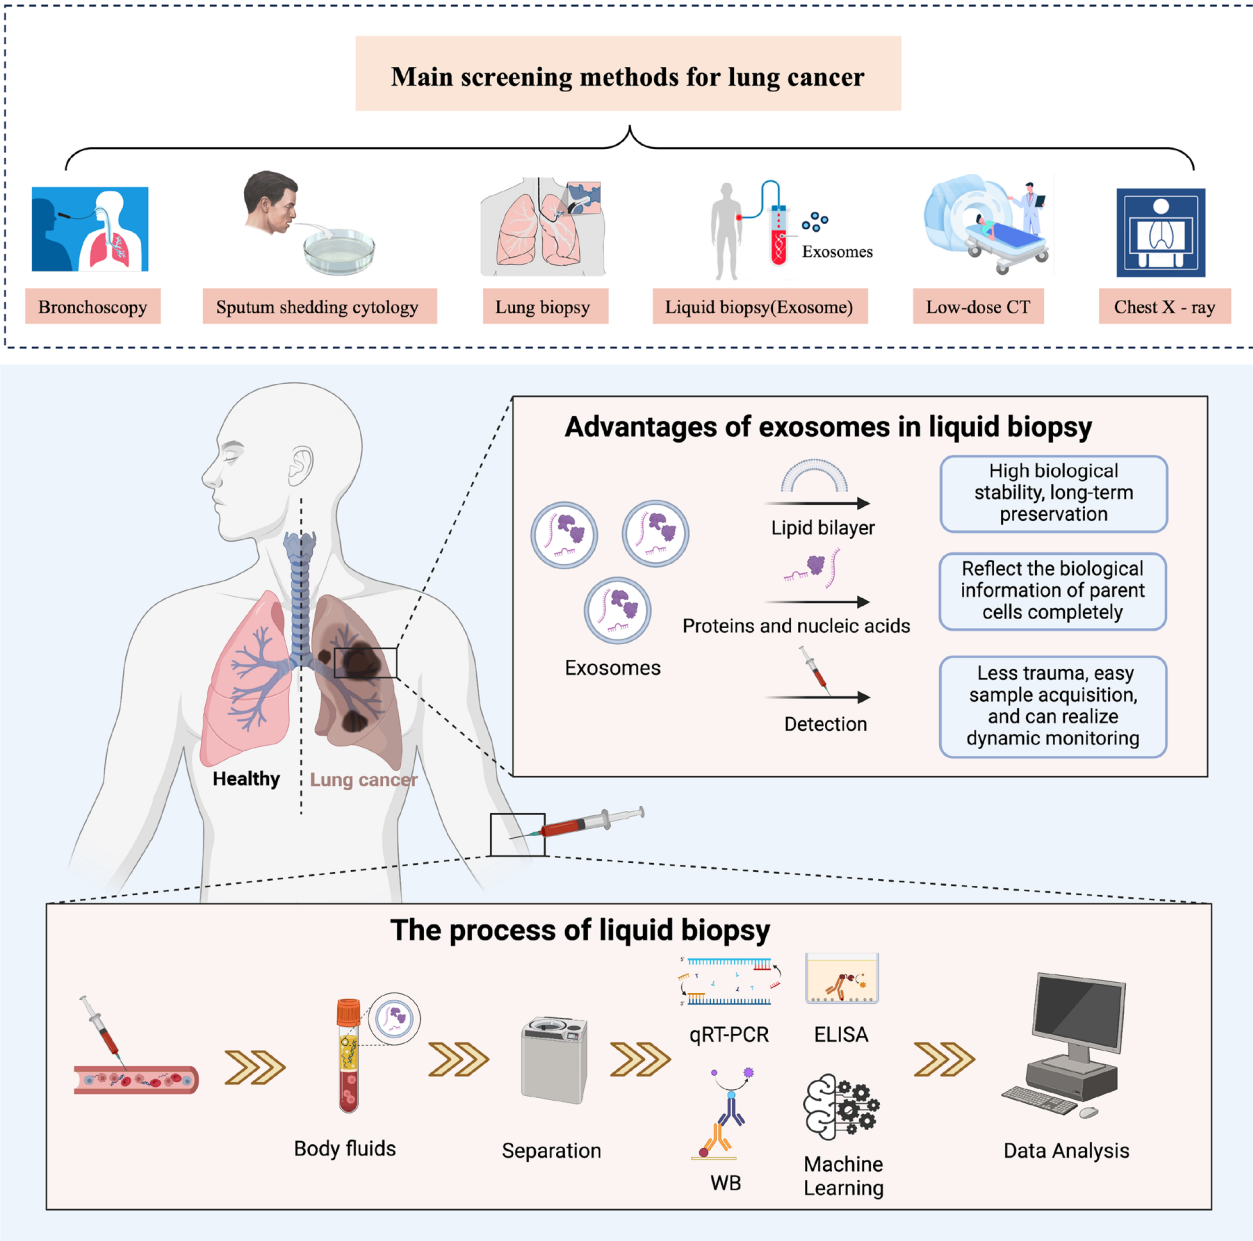 Main screening methods for lung cancer
Exosomes
Bronchoscopy
Sputum shedding cytology
Lung biopsy
Liquid biopsy(Exosome)
Low-dose CT
Chest X - ray
Advantages of exosomes in liquid biopsy
Exosomes
Lipid bilayer
High biological
stability, long-term
preservation
Proteins and nucleic acids
Reflect the biological
information of parent
cells completely
Detection
Less trauma, easy
sample acquisition,
and can realize
dynamic monitoring
Healthy
Lung cancer
The process of liquid biopsy
Body fluids
Separation
5'
3'
qRT-PCR
ELISA
WB
Machine
Learning
Data Analysis